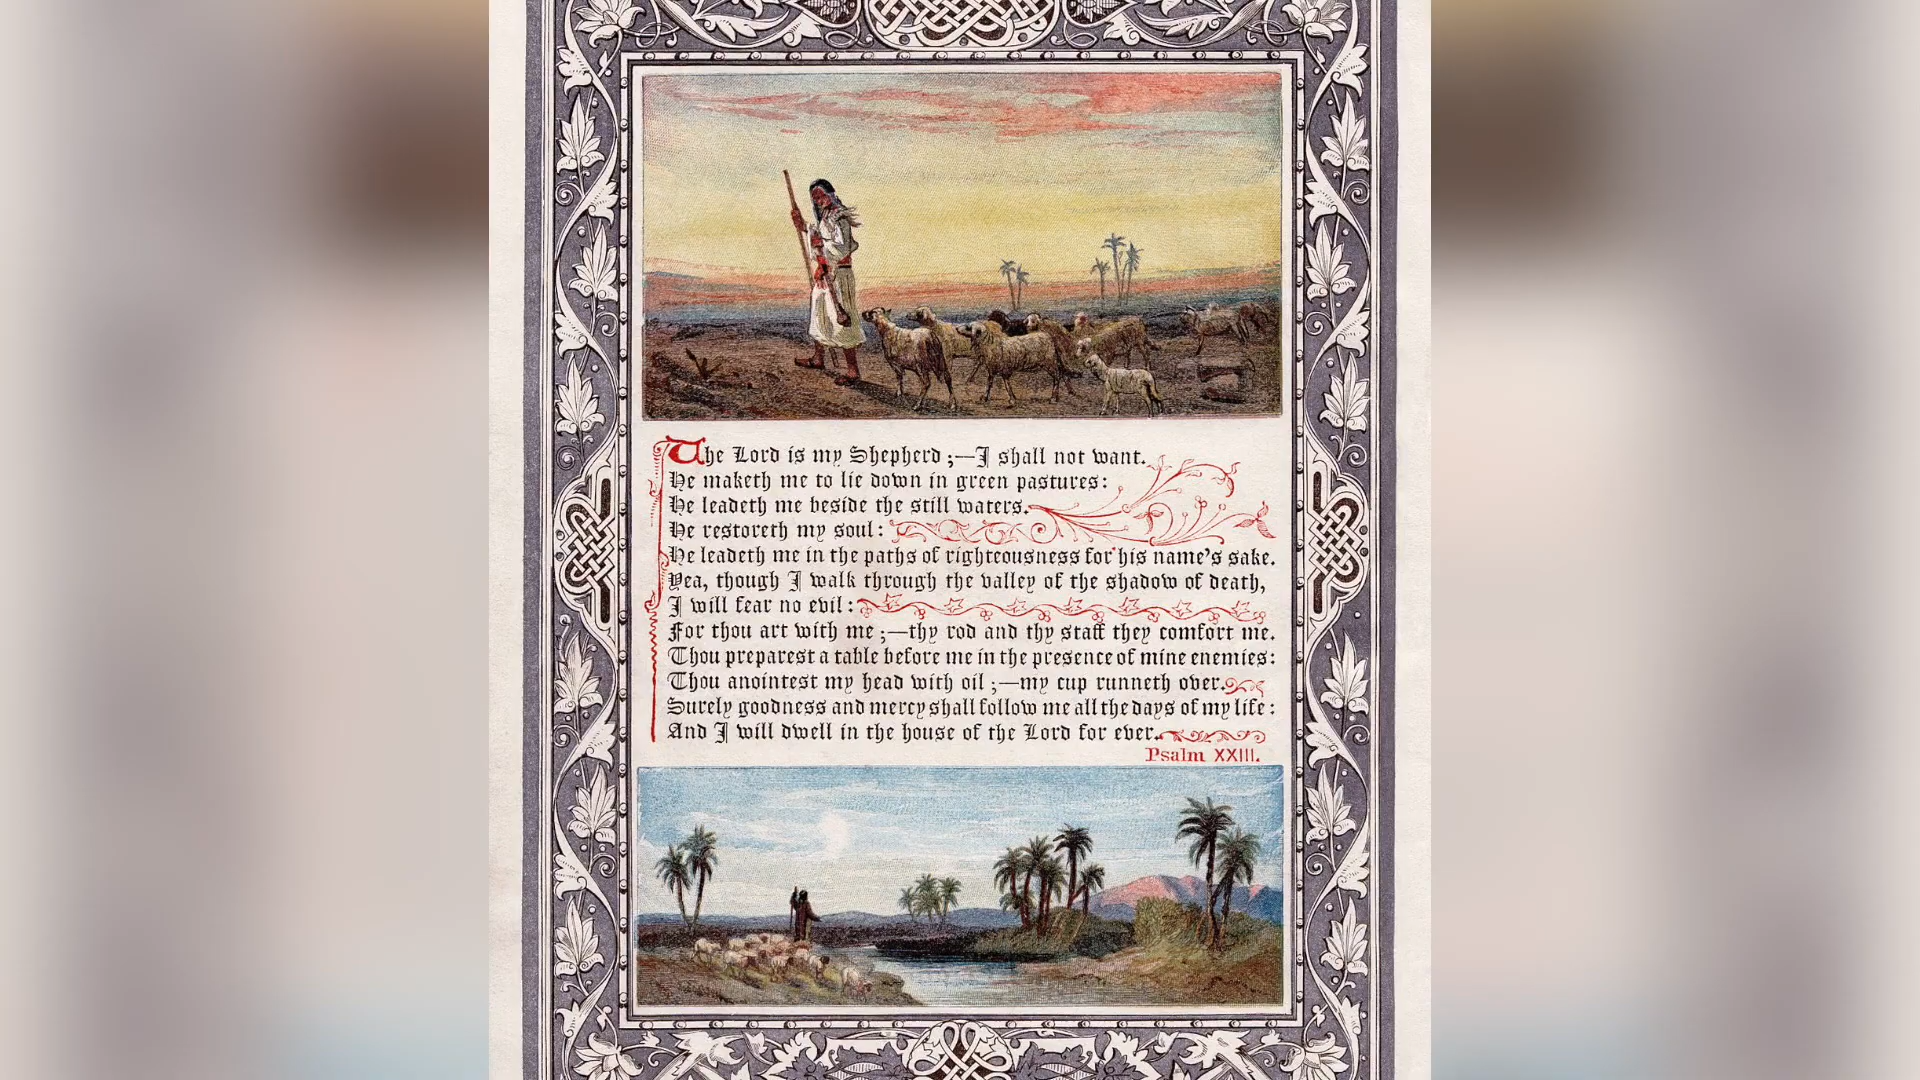 The Lord is my Shepherd ;—I shall not want.
He maketh me to lie down in green pastures:
He leadeth me beside the still waters.
He restoreth my soul:
He leadeth me in the paths of righteousness for his name's sake.
Yea, though I walk through the valley of the shadow of death,
I will fear no evil:
For thou art with me ;—thy rod and thy staff they comfort me.
Thou preparest a table before me in the presence of mine enemies:
Thou anointest my head with oil ;—my cup runneth over.
Surely goodness and mercy shall follow me all the days of my life:
And I will dwell in the house of the Lord for ever.
Psalm XXIII.